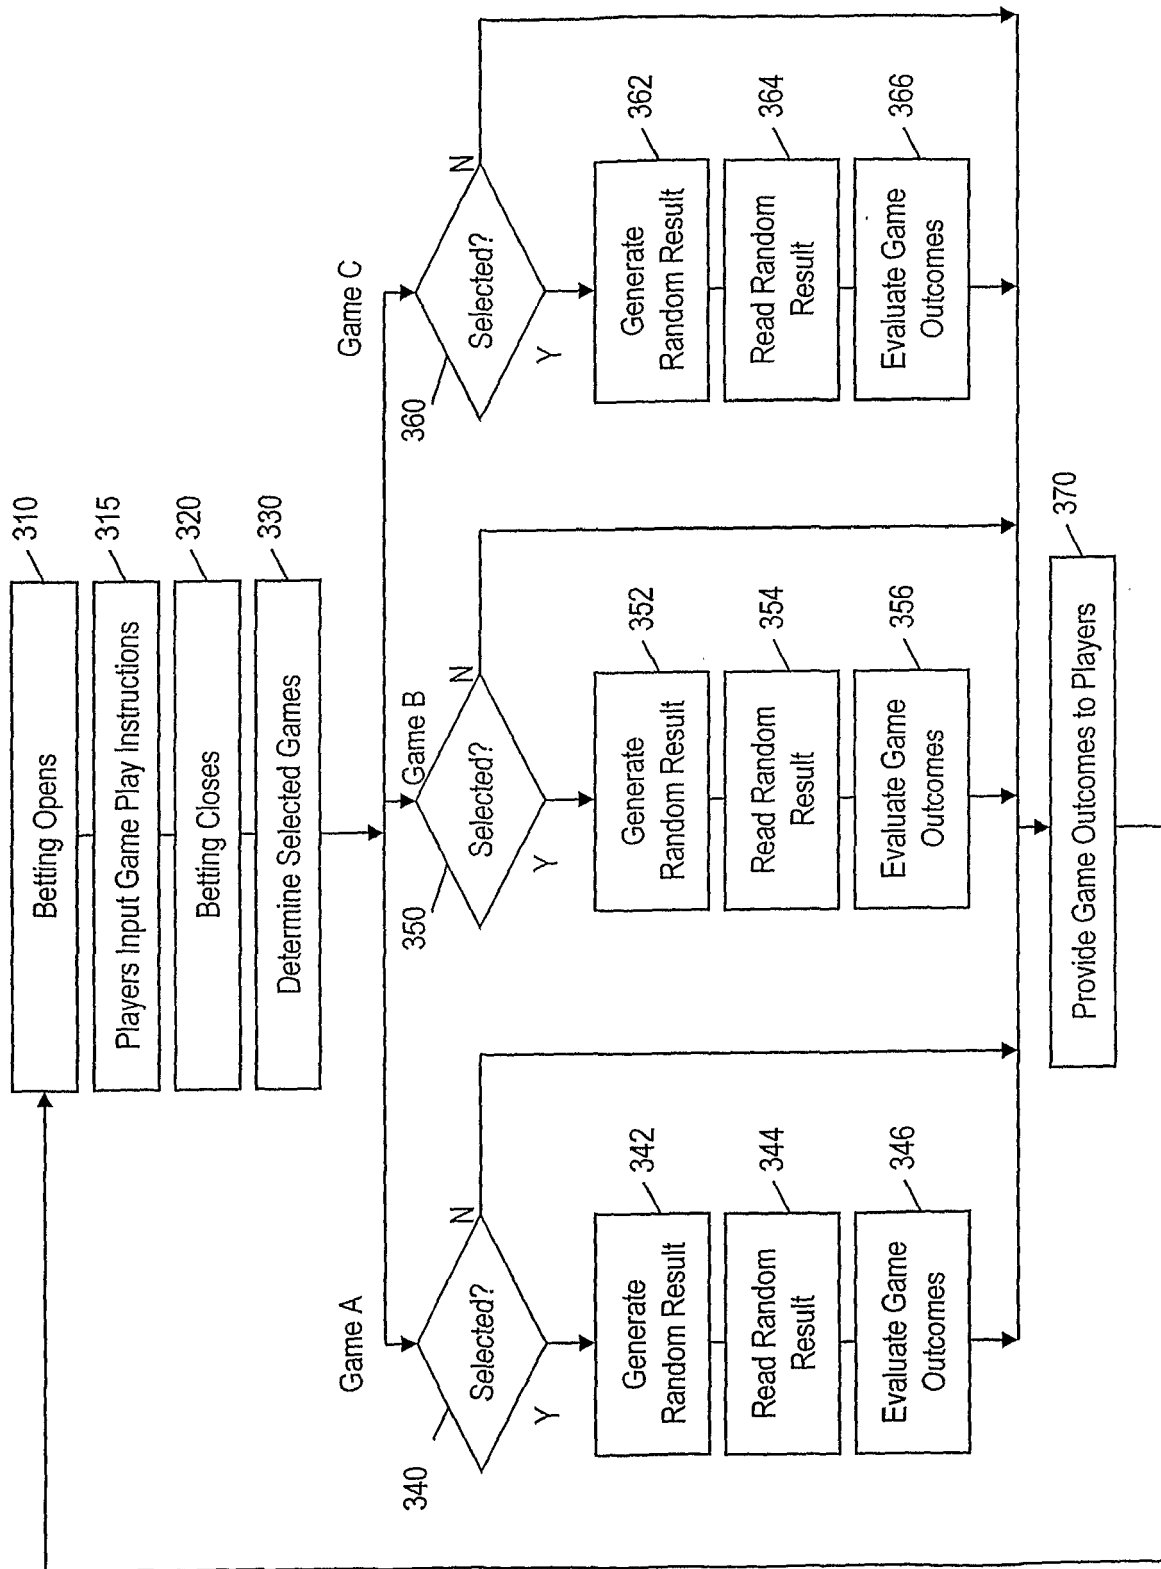 Betting Opens
310
Players Input Game Play Instructions
315
Betting Closes
320
Determine Selected Games
330
Game A
Selected?
340
N
Y
Generate
Random Result
342
Read Random
Result
344
Evaluate Game
Outcomes
346
Game B
Selected?
350
N
Y
Generate
Random Result
352
Read Random
Result
354
Evaluate Game
Outcomes
356
Game C
Selected?
360
N
Y
Generate
Random Result
362
Read Random
Result
364
Evaluate Game
Outcomes
366
Provide Game Outcomes to Players
370